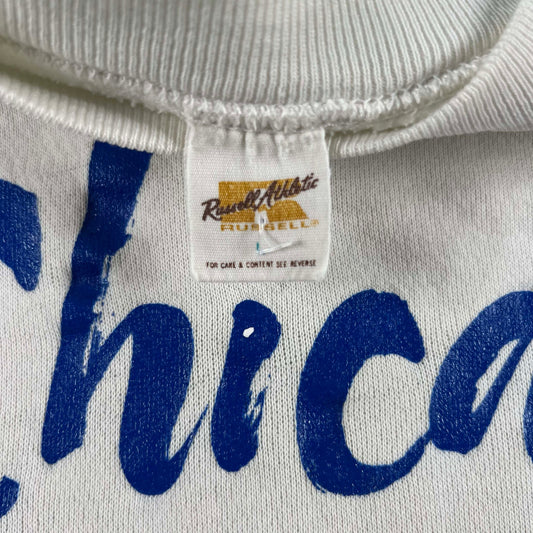 Russell Athletic
RUSSELL®
FOR CARE & CONTENT SEE REVERSE
Chica